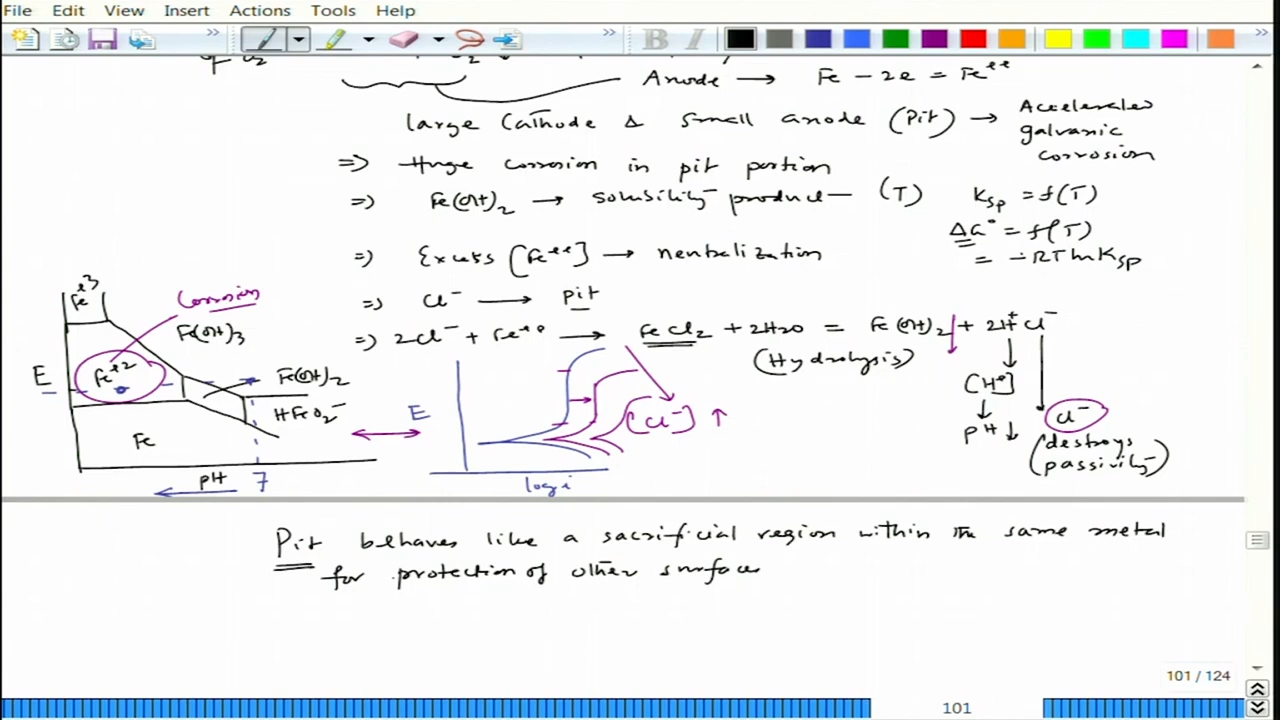 File Edit View Insert Actions Tools Help
Anode → Fe - 2e = Fe⁺⁺
large Cathode & small anode (Pit) → Accelerated galvanic corrosion
⇒ Huge corrosion in pit portion
⇒ Fe(OH)₂ → solubility product — (T) Ksp = f(T)
ΔG° = f(T)
= -RT ln Ksp
⇒ Excess [Fe⁺⁺] → neutralization
⇒ Cl⁻ → pit
⇒ 2Cl⁻ + Fe⁺⁺ → FeCl₂ + 2H₂O = Fe(OH)₂↓ + 2H⁺Cl⁻
(Hydrolysis)
[H⁺]
pH ↓
Cl⁻
(destroys passivity)
Fe⁺³
Corrosion
Fe(OH)₃
E
Fe⁺²
Fe(OH)₂
HFeO₂⁻
Fe
pH 7
E
[Cl⁻] ↑
log i
Pit behaves like a sacrificial region within the same metal
for protection of other surface
101 / 124
101